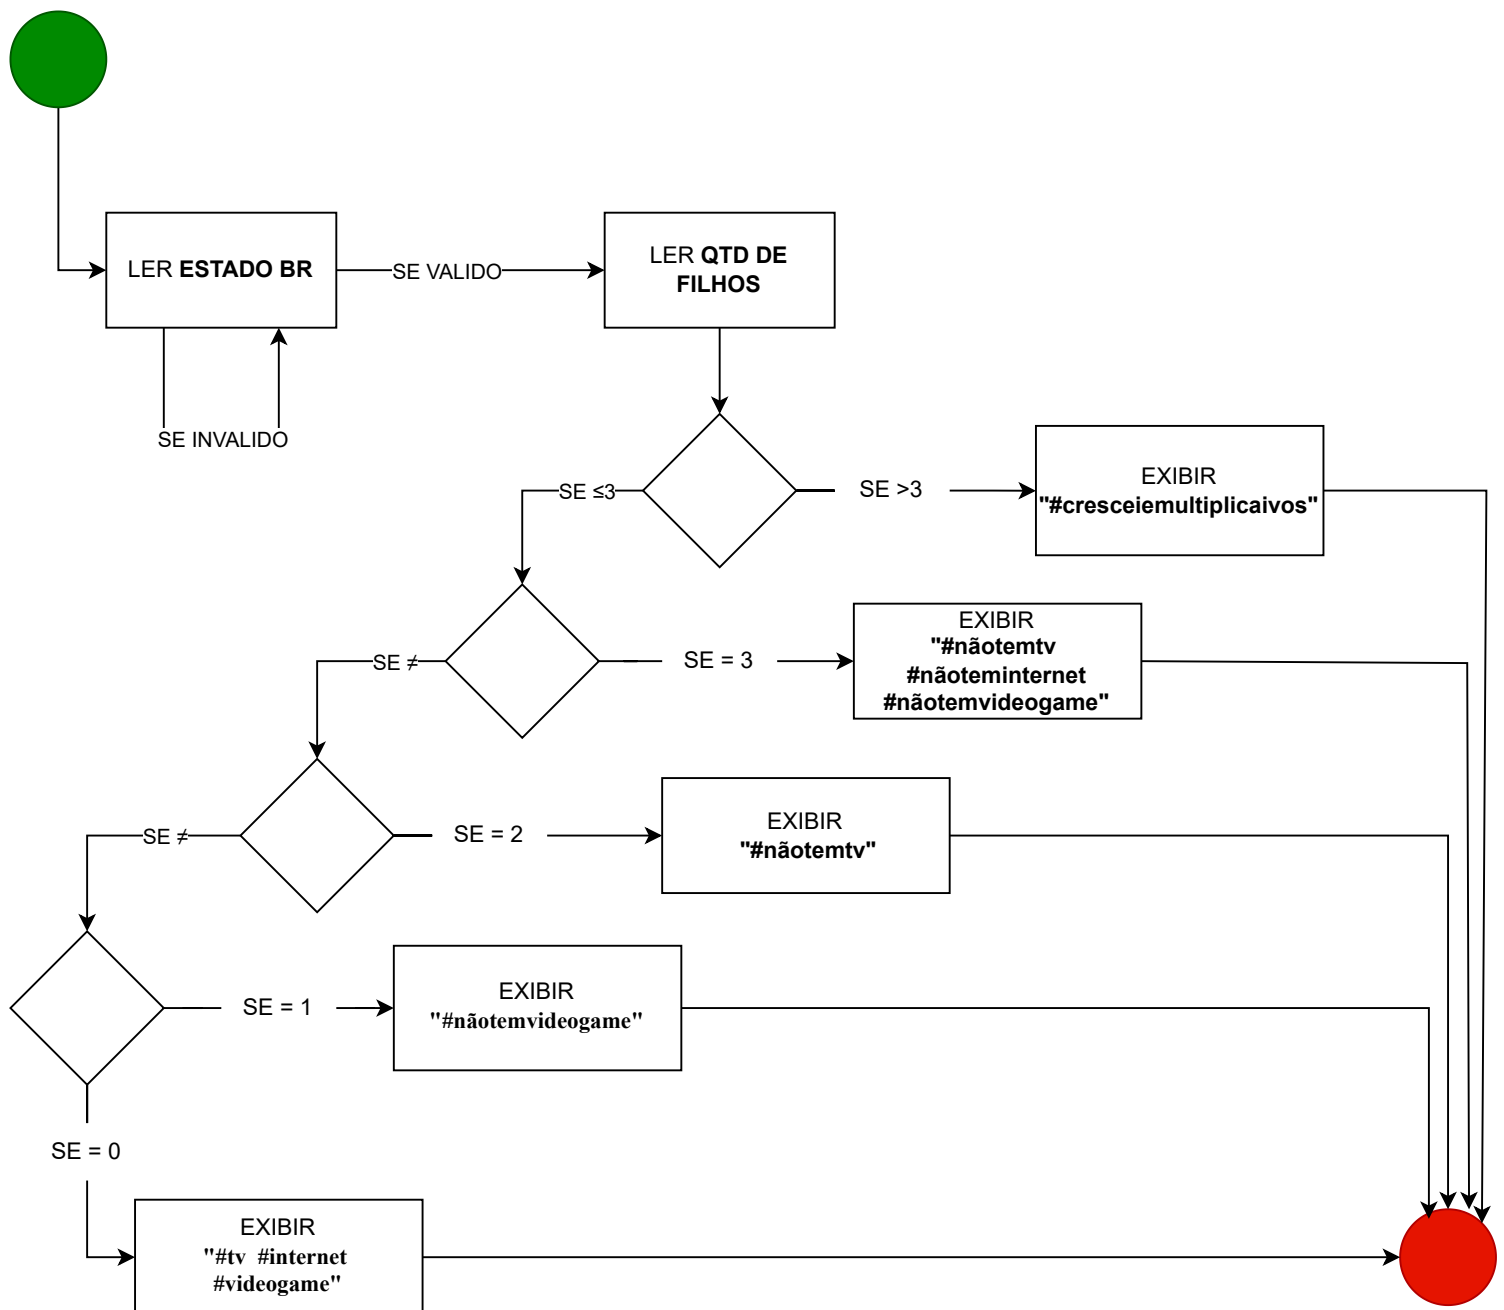 LER ESTADO BR
SE VALIDO
LER QTD DE
FILHOS
SE INVALIDO
SE ≤3
SE >3
EXIBIR
"#cresceiemultiplicaivos"
SE ≠
SE = 3
EXIBIR
"#nãotemtv
#nãoteminternet
#nãotemvideogame"
SE ≠
SE = 2
EXIBIR
"#nãotemtv"
SE = 1
EXIBIR
"#nãotemvideogame"
SE = 0
EXIBIR
"#tv #internet
#videogame"